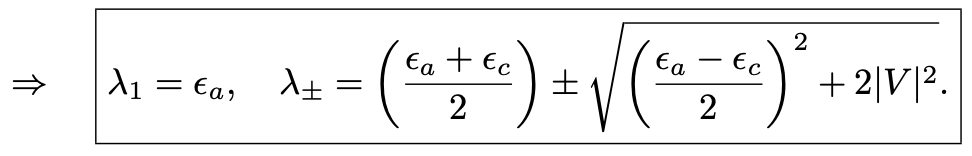 ⇒ λ₁ = ϵₐ, λ± = ( (ϵₐ + ϵ_c) / 2 ) ± √( ( (ϵₐ − ϵ_c) / 2 )² + 2|V|² ).